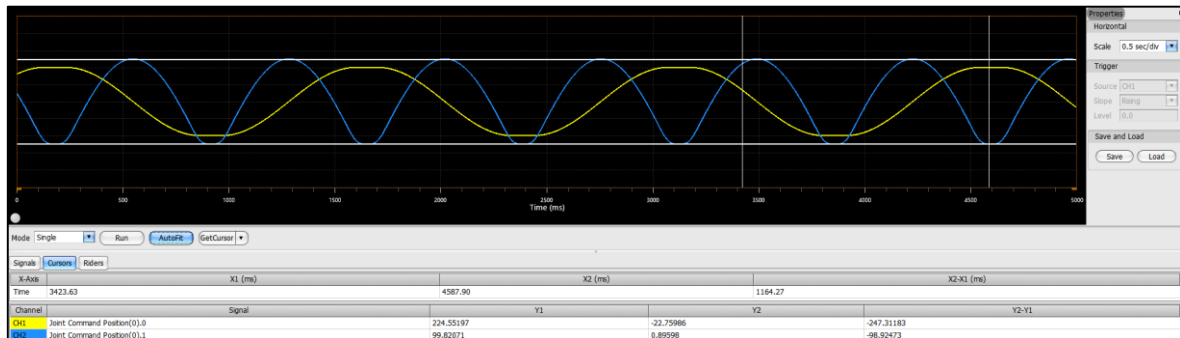 Properties
Horizontal
Scale 0.5 sec/div
Trigger
Source CH1
Slope Rising
Level 0.0
Save and Load
Save Load
0 500 1000 1500 2000 2500 3000 3500 4000 4500 5000
Time (ms)
Mode Single Run AutoFit GetCursor
Signals Cursors Riders
X-Axis X1 (ms) X2 (ms) X2-X1 (ms)
Time 3423.63 4587.90 1164.27
Channel Signal Y1 Y2 Y2-Y1
CH1 Joint Command Position(0).0 224.55197 -22.75986 -247.31183
CH2 Joint Command Position(0).1 99.82071 0.89598 -98.92473